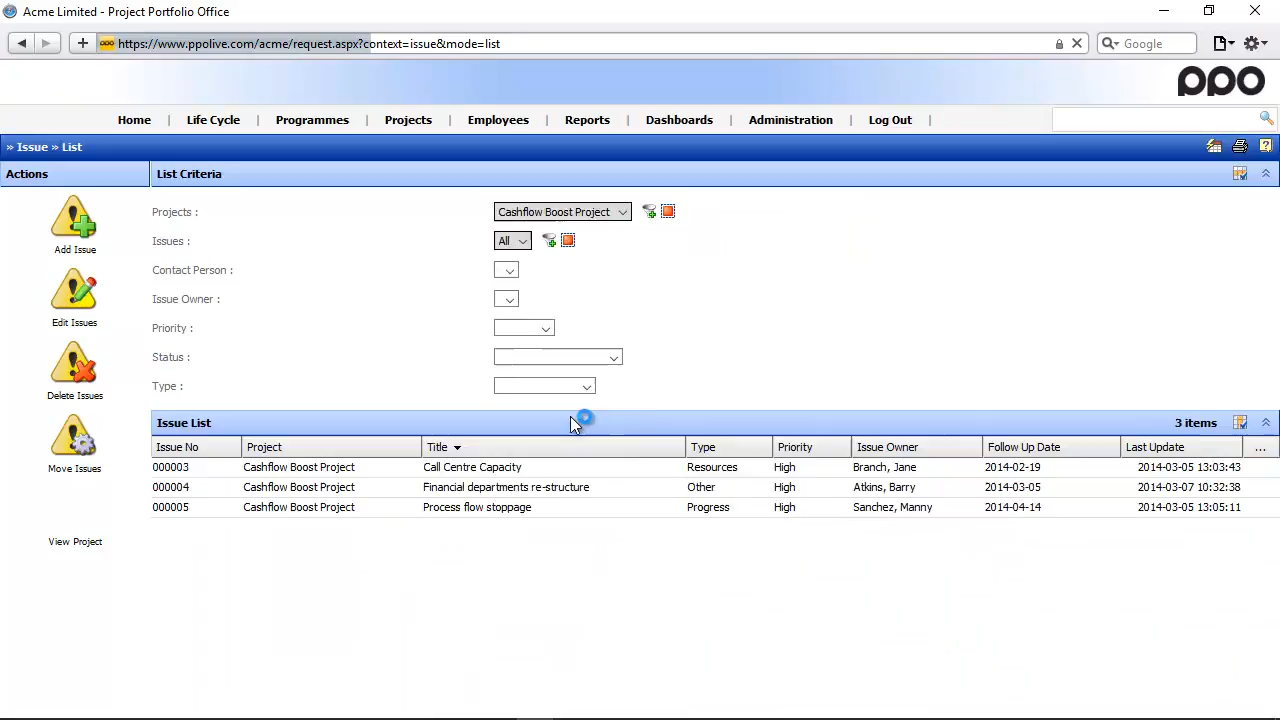 Acme Limited - Project Portfolio Office
https://www.ppolive.com/acme/request.aspx?context=issue&mode=list
Google
ppo
Home | Life Cycle | Programmes | Projects | Employees | Reports | Dashboards | Administration | Log Out |
» Issue » List
Actions
List Criteria
Add Issue
Edit Issues
Delete Issues
Move Issues
View Project
Projects : Cashflow Boost Project
Issues : All
Contact Person :
Issue Owner :
Priority :
Status :
Type :
Issue List 3 items
Issue No Project Title Type Priority Issue Owner Follow Up Date Last Update ...
000003 Cashflow Boost Project Call Centre Capacity Resources High Branch, Jane 2014-02-19 2014-03-05 13:03:43
000004 Cashflow Boost Project Financial departments re-structure Other High Atkins, Barry 2014-03-05 2014-03-07 10:32:38
000005 Cashflow Boost Project Process flow stoppage Progress High Sanchez, Manny 2014-04-14 2014-03-05 13:05:11